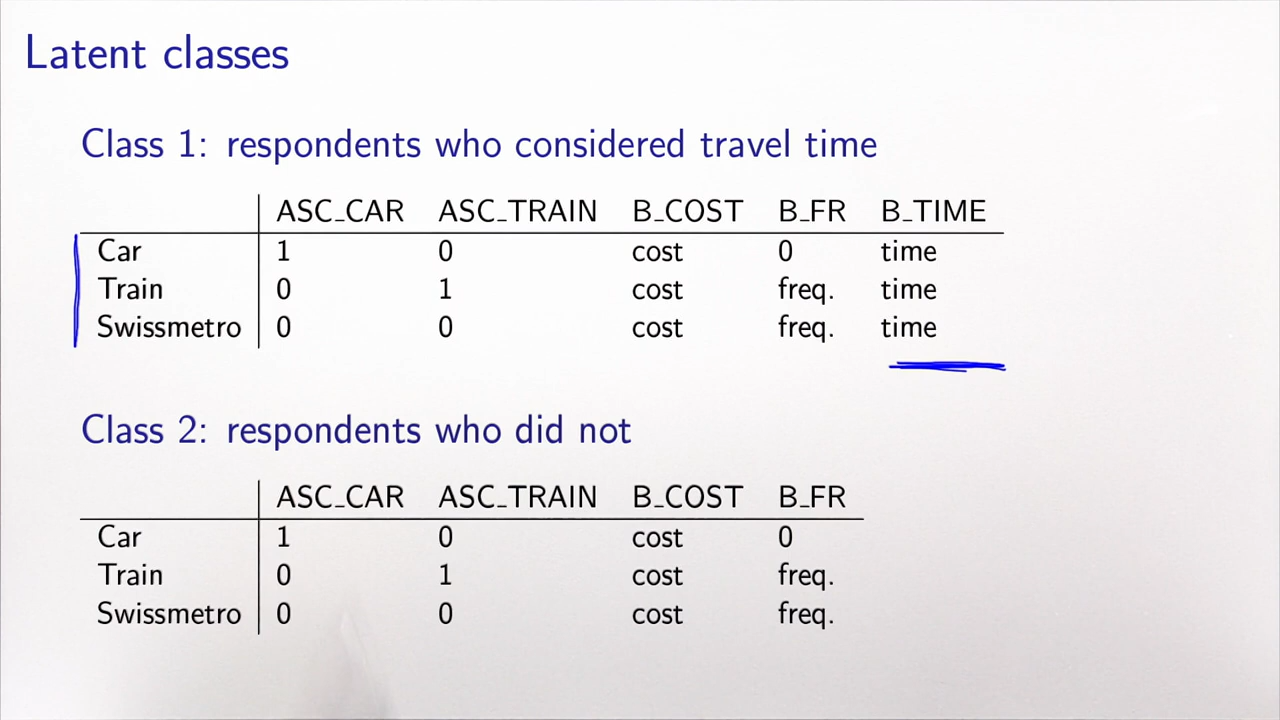 Latent classes
Class 1: respondents who considered travel time
ASC_CAR ASC_TRAIN B_COST B_FR B_TIME
Car 1 0 cost 0 time
Train 0 1 cost freq. time
Swissmetro 0 0 cost freq. time
Class 2: respondents who did not
ASC_CAR ASC_TRAIN B_COST B_FR
Car 1 0 cost 0
Train 0 1 cost freq.
Swissmetro 0 0 cost freq.